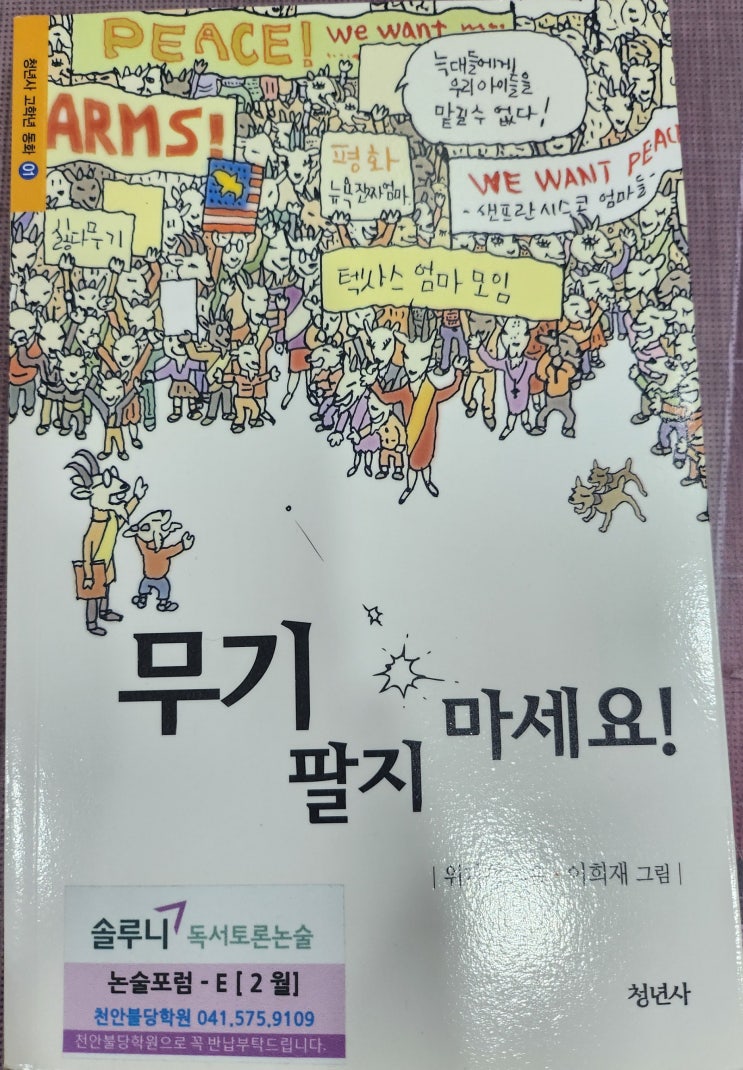 PEACE! we want
늑대들에게
우리 아이들을
맡길수 없다!
ARMS!
평화
뉴욕 잔짜엄마.
WE WANT PEAC
- 샌프란시스콘 엄마들 -
싫다무기
텍사스 엄마 모임
청년사 고학년 동화 01
무기
팔지
마세요!
이희재 그림 |
솔루니 독서토론논술
논술포럼 - E [ 2 월]
천안불당학원 041.575.9109
천안불당학원으로 꼭 반납부탁드립니다.
청년사